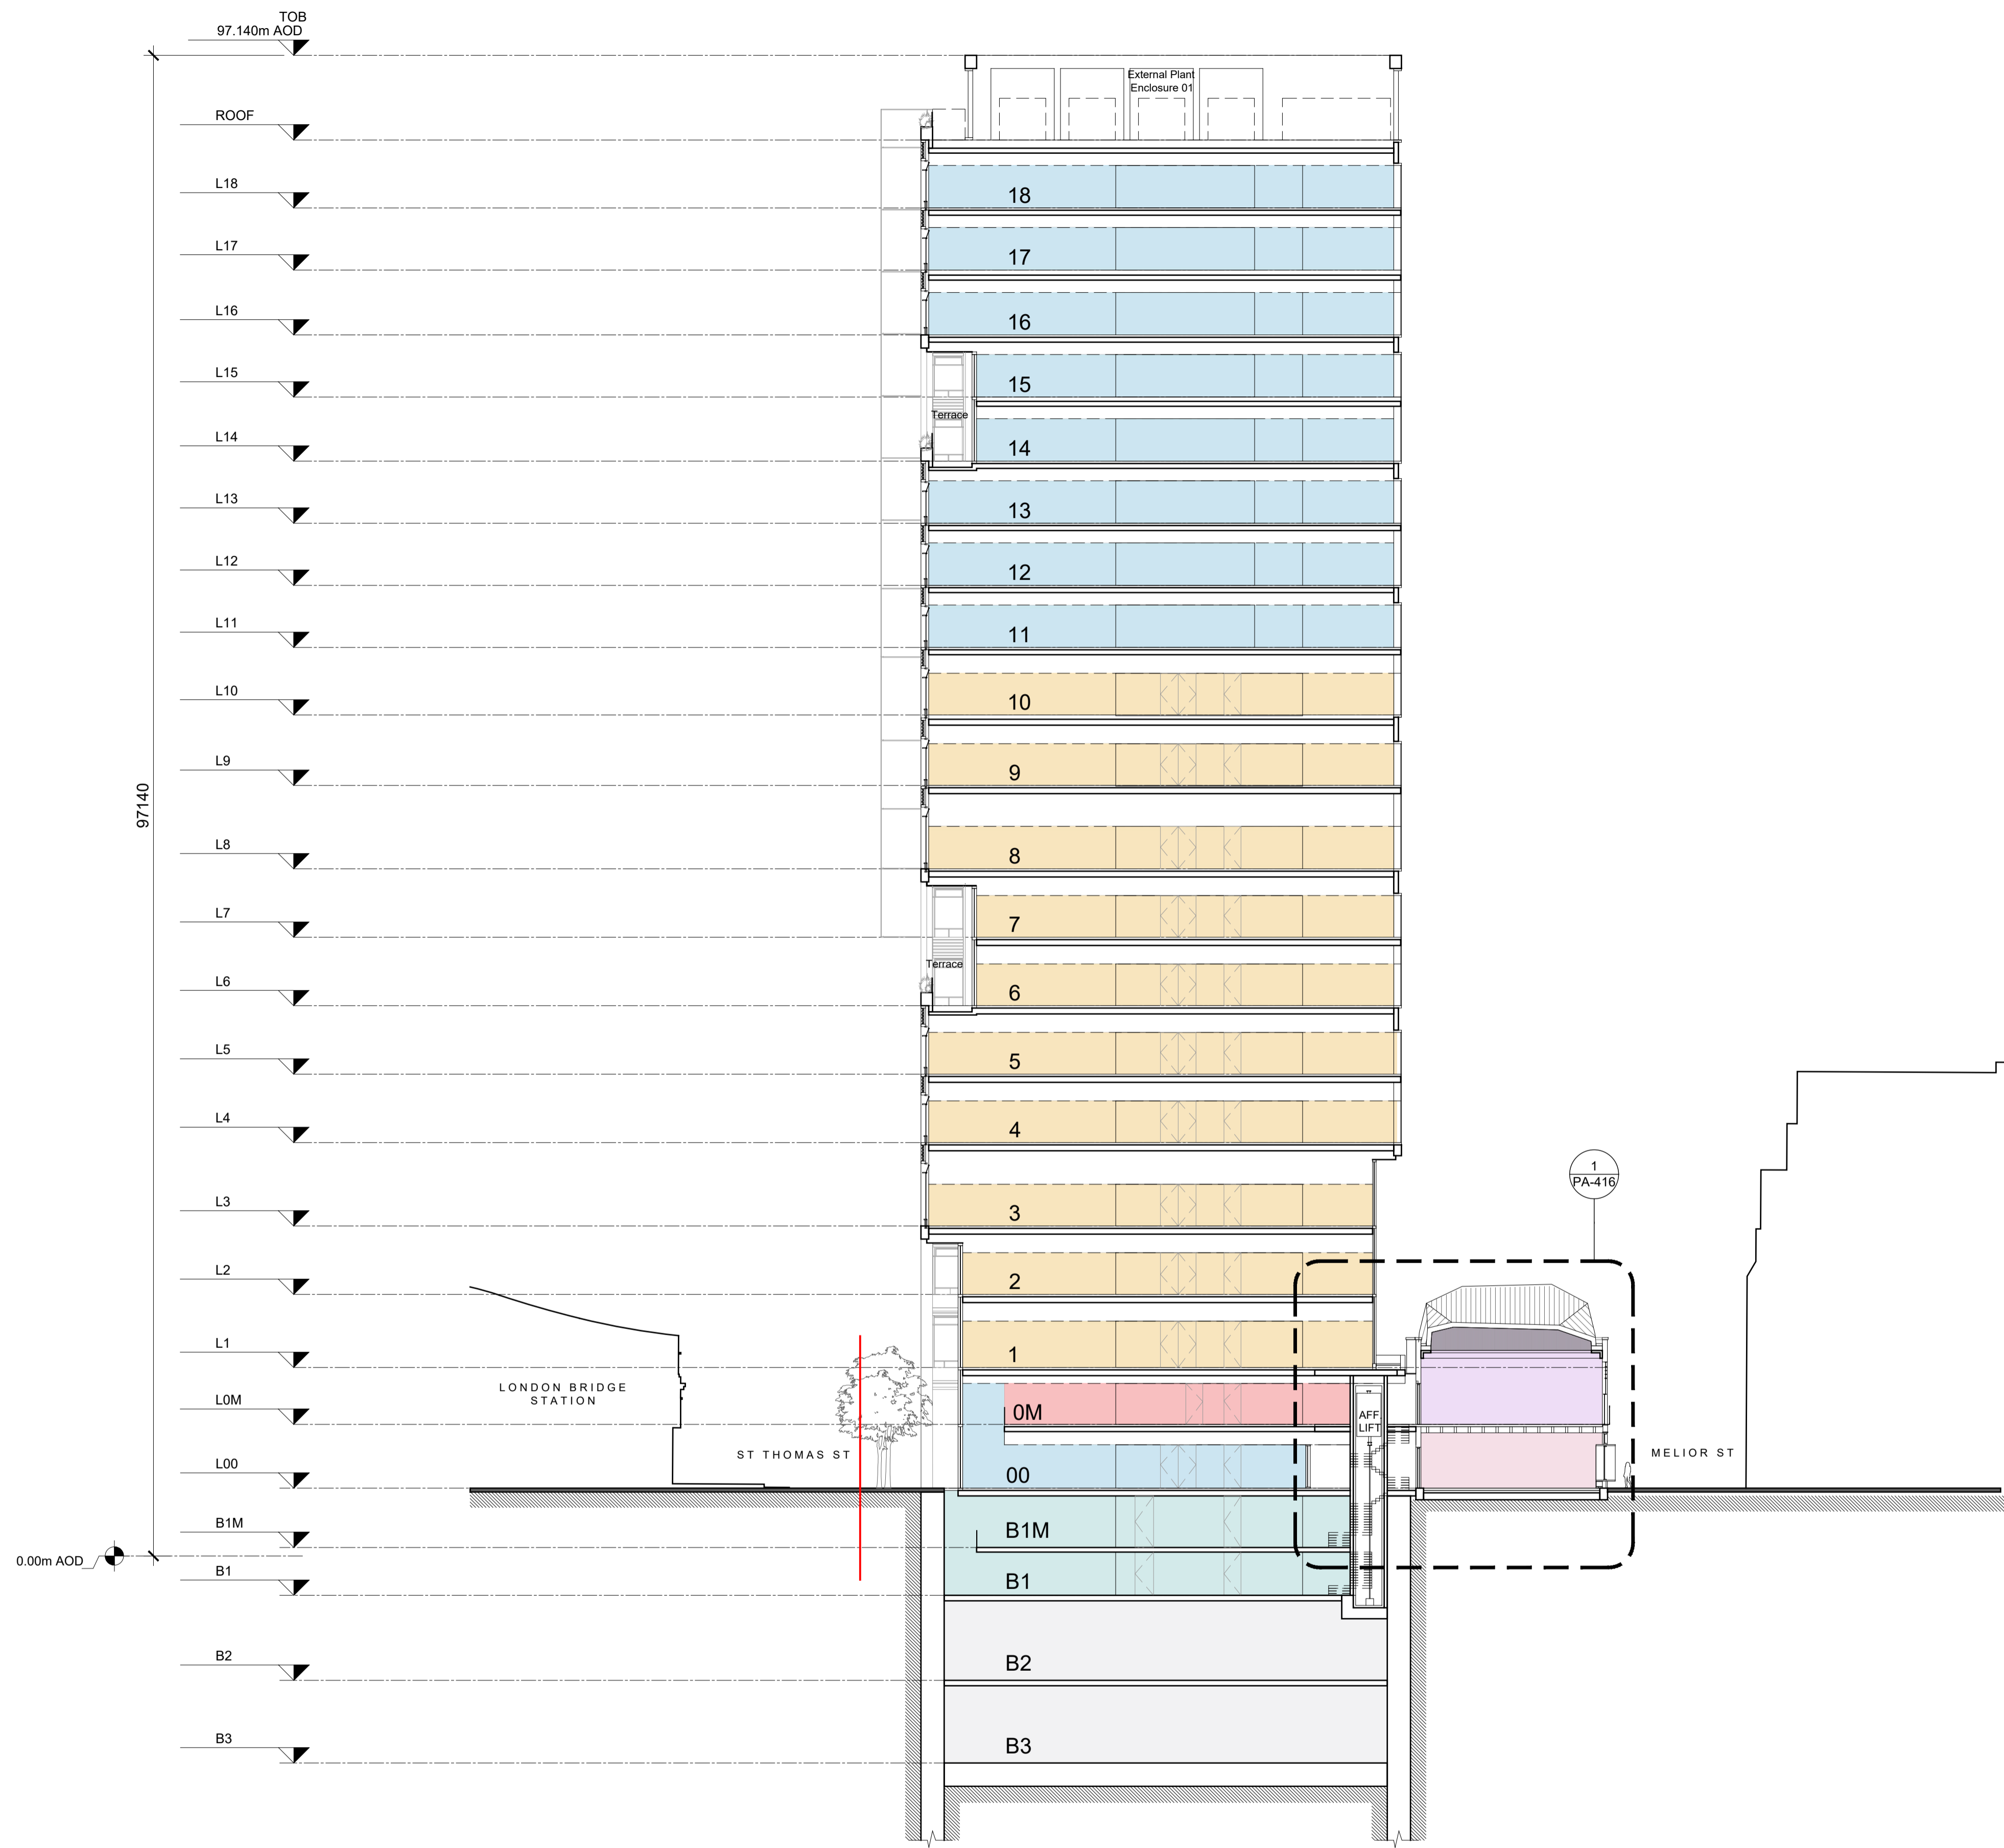 TOB
97.140m AOD
External Plant
Enclosure 01
ROOF
L18
18
L17
17
L16
16
L15
15
Terrace
L14
14
L13
13
L12
12
L11
11
L10
10
L9
9
97140
L8
8
L7
7
Terrace
L6
6
L5
5
L4
4
1
PA-416
L3
3
L2
2
L1
1
LONDON BRIDGE
STATION
L0M
0M
AFF.
LIFT
ST THOMAS ST
MELIOR ST
L00
00
B1M
B1M
0.00m AOD
B1
B1
B2
B2
B3
B3